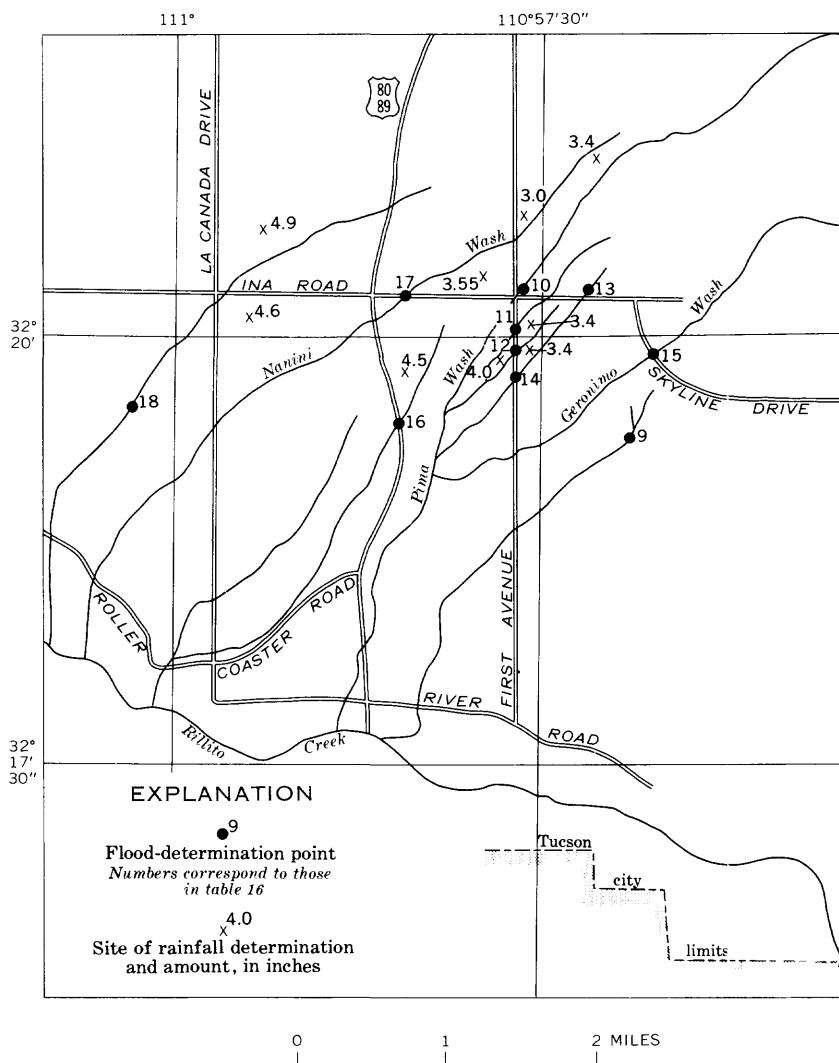 111°
110°57'30"
80
89
LA CANADA DRIVE
3.4
3.0
4.9
Wash
INA ROAD
17
3.55
10
13
Wash
4.6
11
3.4
32°
20'
Nanini
4.5
Wash
12
3.4
4.0
14
15
Geronimo
SKYLINE DRIVE
18
16
9
Pima
FIRST AVENUE
ROLLER
COASTER ROAD
RIVER ROAD
Rillito Creek
32°
17'
30"
EXPLANATION
9
Flood-determination point
Numbers correspond to those
in table 16
4.0
Site of rainfall determination
and amount, in inches
Tucson
city
limits
0 1 2 MILES